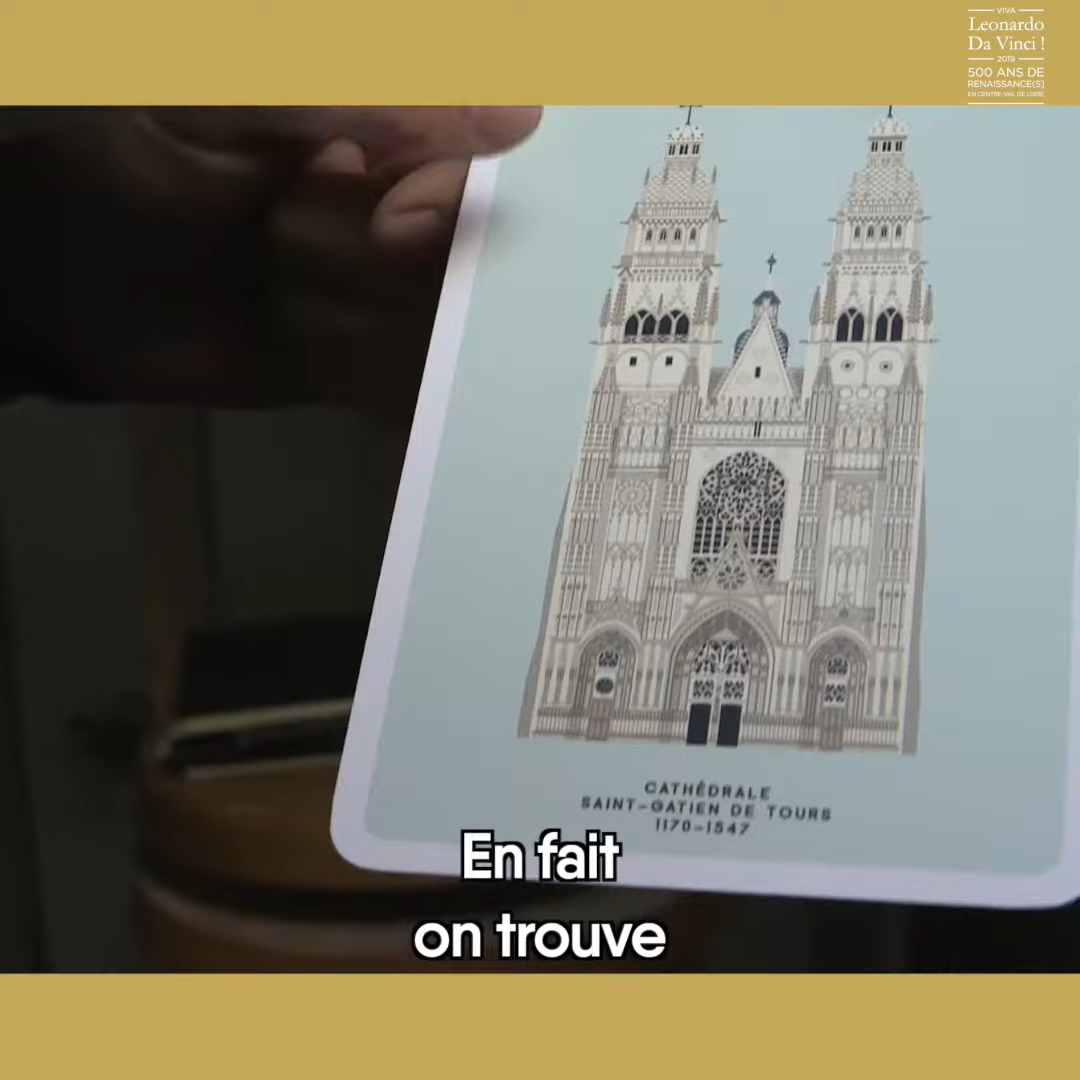 VIVA
Leonardo
Da Vinci !
2019
500 ANS DE
RENAISSANCE(S)
EN CENTRE-VAL DE LOIRE
CATHÉDRALE
SAINT-GATIEN DE TOURS
1170-1547
En fait
on trouve